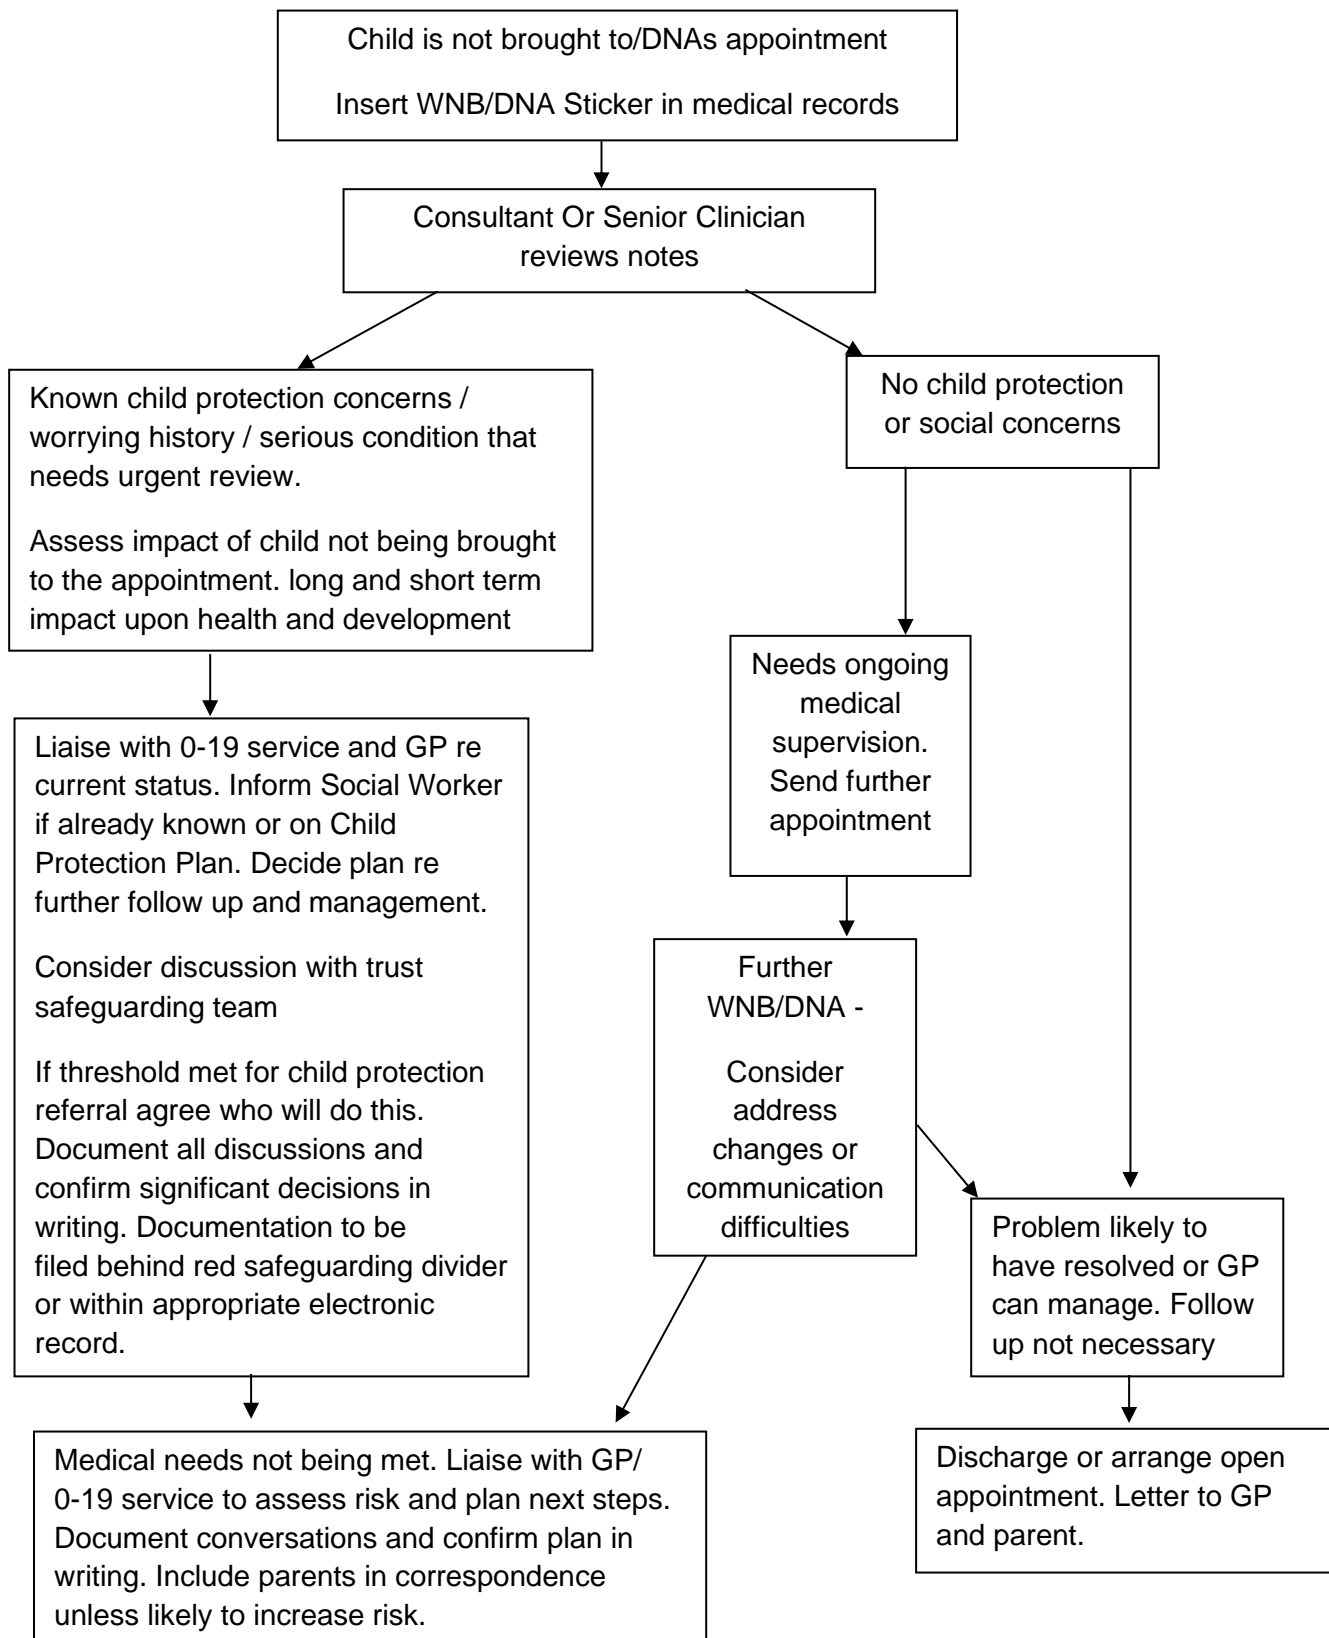 Child is not brought to/DNAs appointment
Insert WNB/DNA Sticker in medical records
Consultant Or Senior Clinician
reviews notes
Known child protection concerns /
worrying history / serious condition that
needs urgent review.
Assess impact of child not being brought
to the appointment. long and short term
impact upon health and development
No child protection
or social concerns
Liaise with 0-19 service and GP re
current status. Inform Social Worker
if already known or on Child
Protection Plan. Decide plan re
further follow up and management.
Consider discussion with trust
safeguarding team
If threshold met for child protection
referral agree who will do this.
Document all discussions and
confirm significant decisions in
writing. Documentation to be
filed behind red safeguarding divider
or within appropriate electronic
record.
Needs ongoing
medical
supervision.
Send further
appointment
Further
WNB/DNA -
Consider
address
changes or
communication
difficulties
Problem likely to
have resolved or GP
can manage. Follow
up not necessary
Medical needs not being met. Liaise with GP/
0-19 service to assess risk and plan next steps.
Document conversations and confirm plan in
writing. Include parents in correspondence
unless likely to increase risk.
Discharge or arrange open
appointment. Letter to GP
and parent.